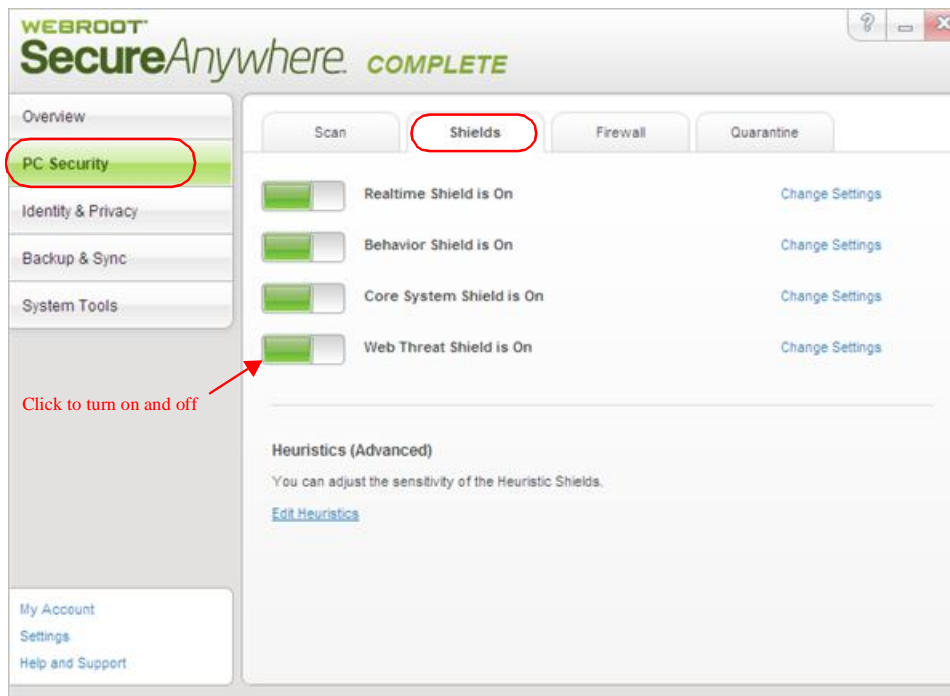 WEBROOT
SecureAnywhere. COMPLETE
?
Overview
PC Security
Identity & Privacy
Backup & Sync
System Tools
Scan
Shields
Firewall
Quarantine
Realtime Shield is On
Change Settings
Behavior Shield is On
Change Settings
Core System Shield is On
Change Settings
Web Threat Shield is On
Change Settings
Click to turn on and off
Heuristics (Advanced)
You can adjust the sensitivity of the Heuristic Shields.
Edit Heuristics
My Account
Settings
Help and Support